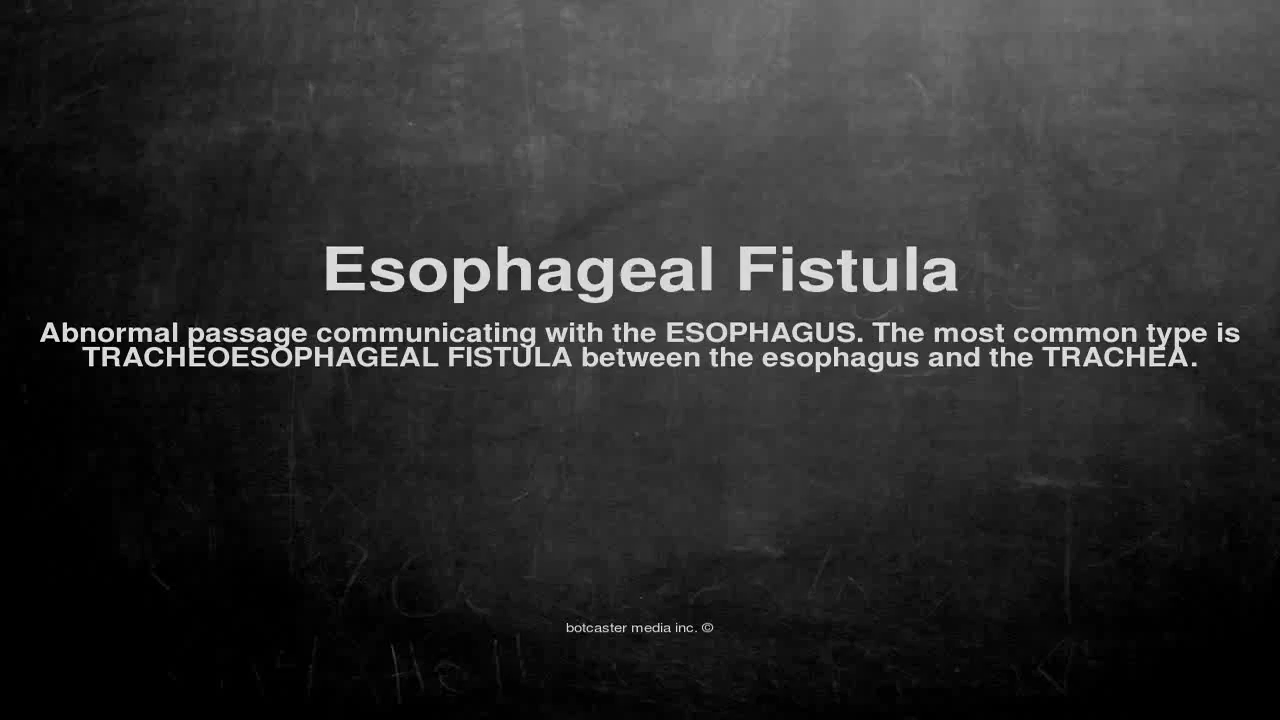 Esophageal Fistula
Abnormal passage communicating with the ESOPHAGUS. The most common type is
TRACHEOESOPHAGEAL FISTULA between the esophagus and the TRACHEA.
botcaster media inc. ©